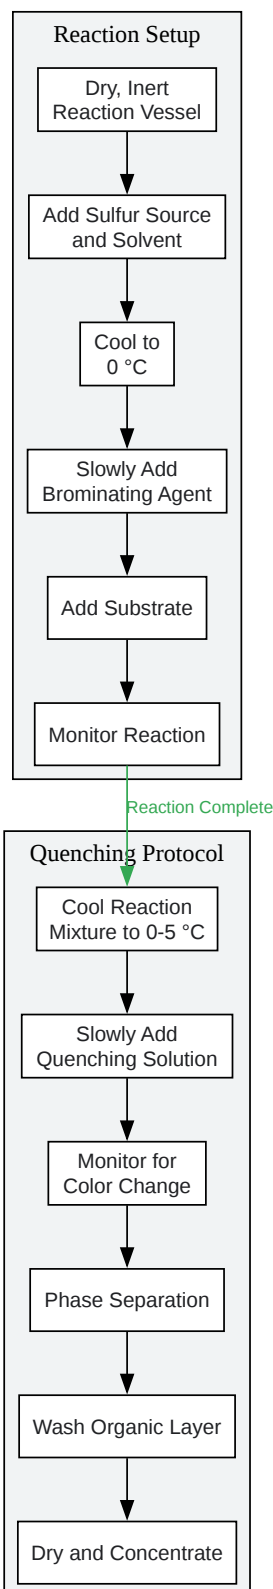 Reaction Setup
Dry, Inert
Reaction Vessel
Add Sulfur Source
and Solvent
Cool to
0 °C
Slowly Add
Brominating Agent
Add Substrate
Monitor Reaction
Reaction Complete
Quenching Protocol
Cool Reaction
Mixture to 0-5 °C
Slowly Add
Quenching Solution
Monitor for
Color Change
Phase Separation
Wash Organic Layer
Dry and Concentrate